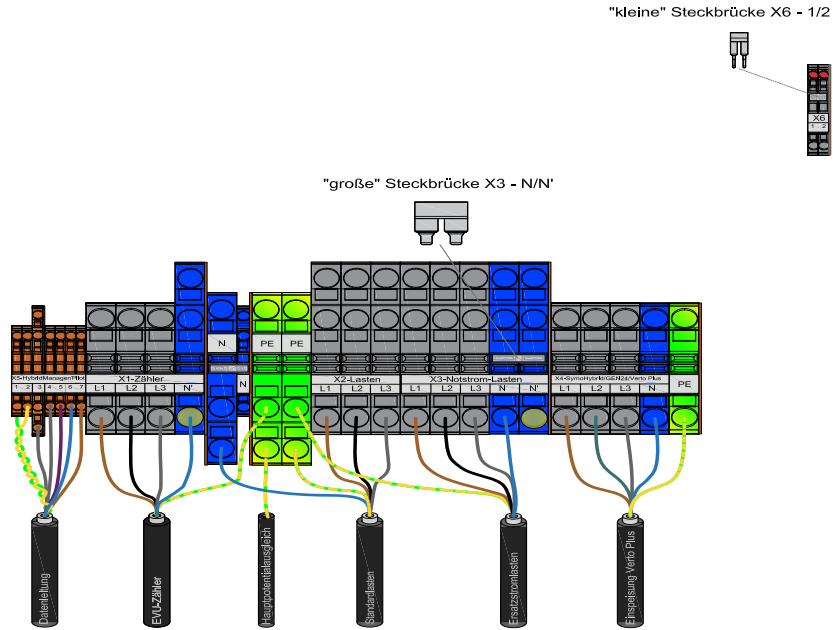 "kleine" Steckbrücke X6 - 1/2
X6
1 2
"große" Steckbrücke X3 - N/N'
N
PE PE
X5-HybridManager/Pilot
1 2 3 4 5 6 7
X1-Zähler
L1 L2 L3 N'
N
X2-Lasten
L1 L2 L3
X3-Notstrom-Lasten
L1 L2 L3 N N'
X4-SymoHybrid/GEN24/Verto Plus
L1 L2 L3 N
PE
Datenleitung
EVU-Zähler
Hauptpotentialausgleich
Standardlasten
Ersatzstromlasten
Einspeisung Verto Plus